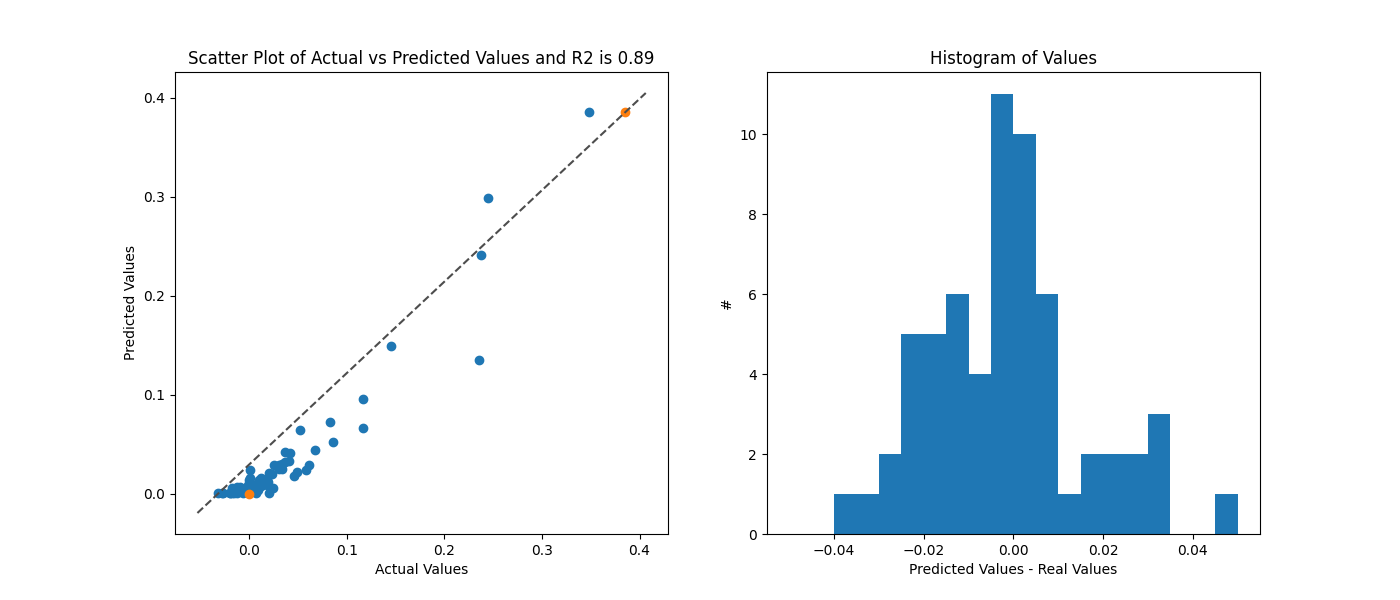 Scatter Plot of Actual vs Predicted Values and R2 is 0.89
0.4
0.3
0.2
0.1
0.0
Predicted Values
0.0 0.1 0.2 0.3 0.4
Actual Values
Histogram of Values
10
8
6
4
2
0
#
−0.04 −0.02 0.00 0.02 0.04
Predicted Values - Real Values